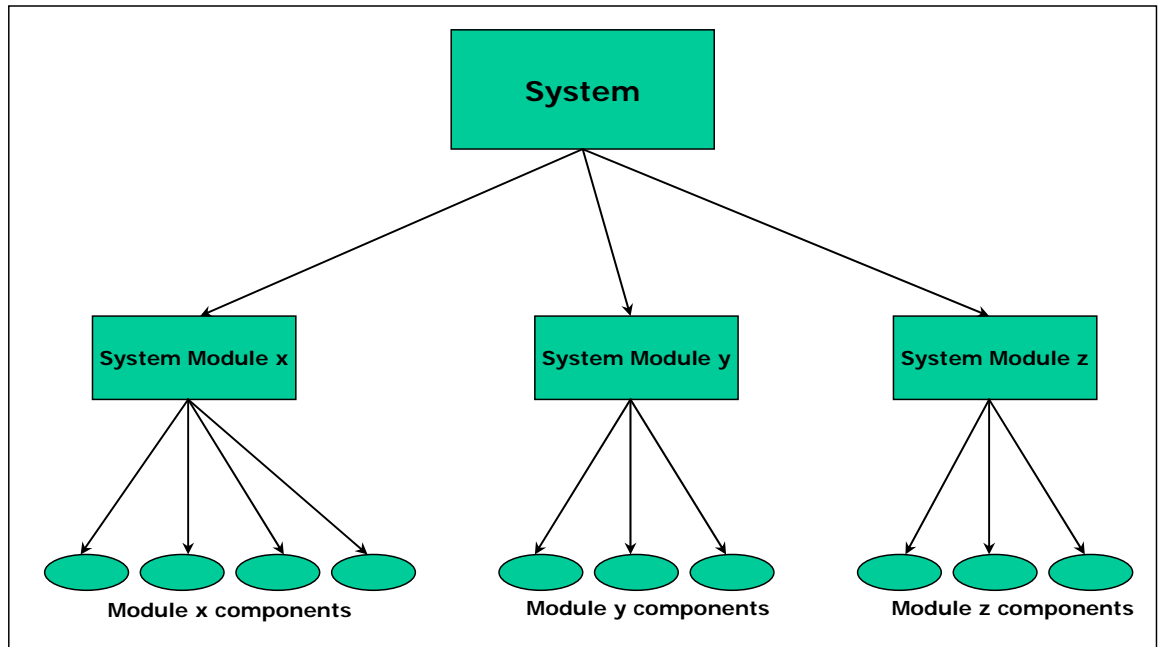 System
System Module x
System Module y
System Module z
Module x components
Module y components
Module z components